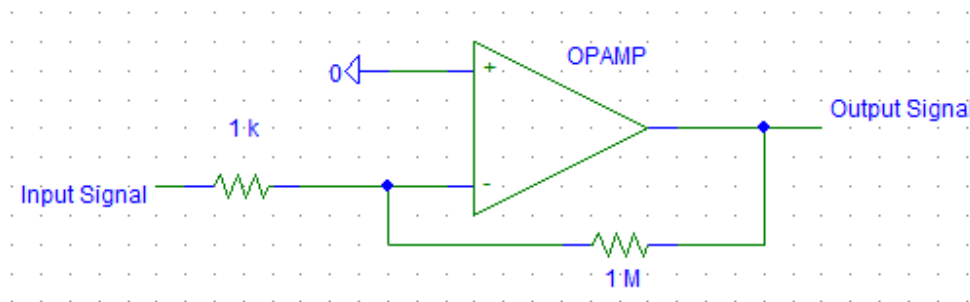 OPAMP
0
+
Output Signal
1 k
Input Signal
-
1 M